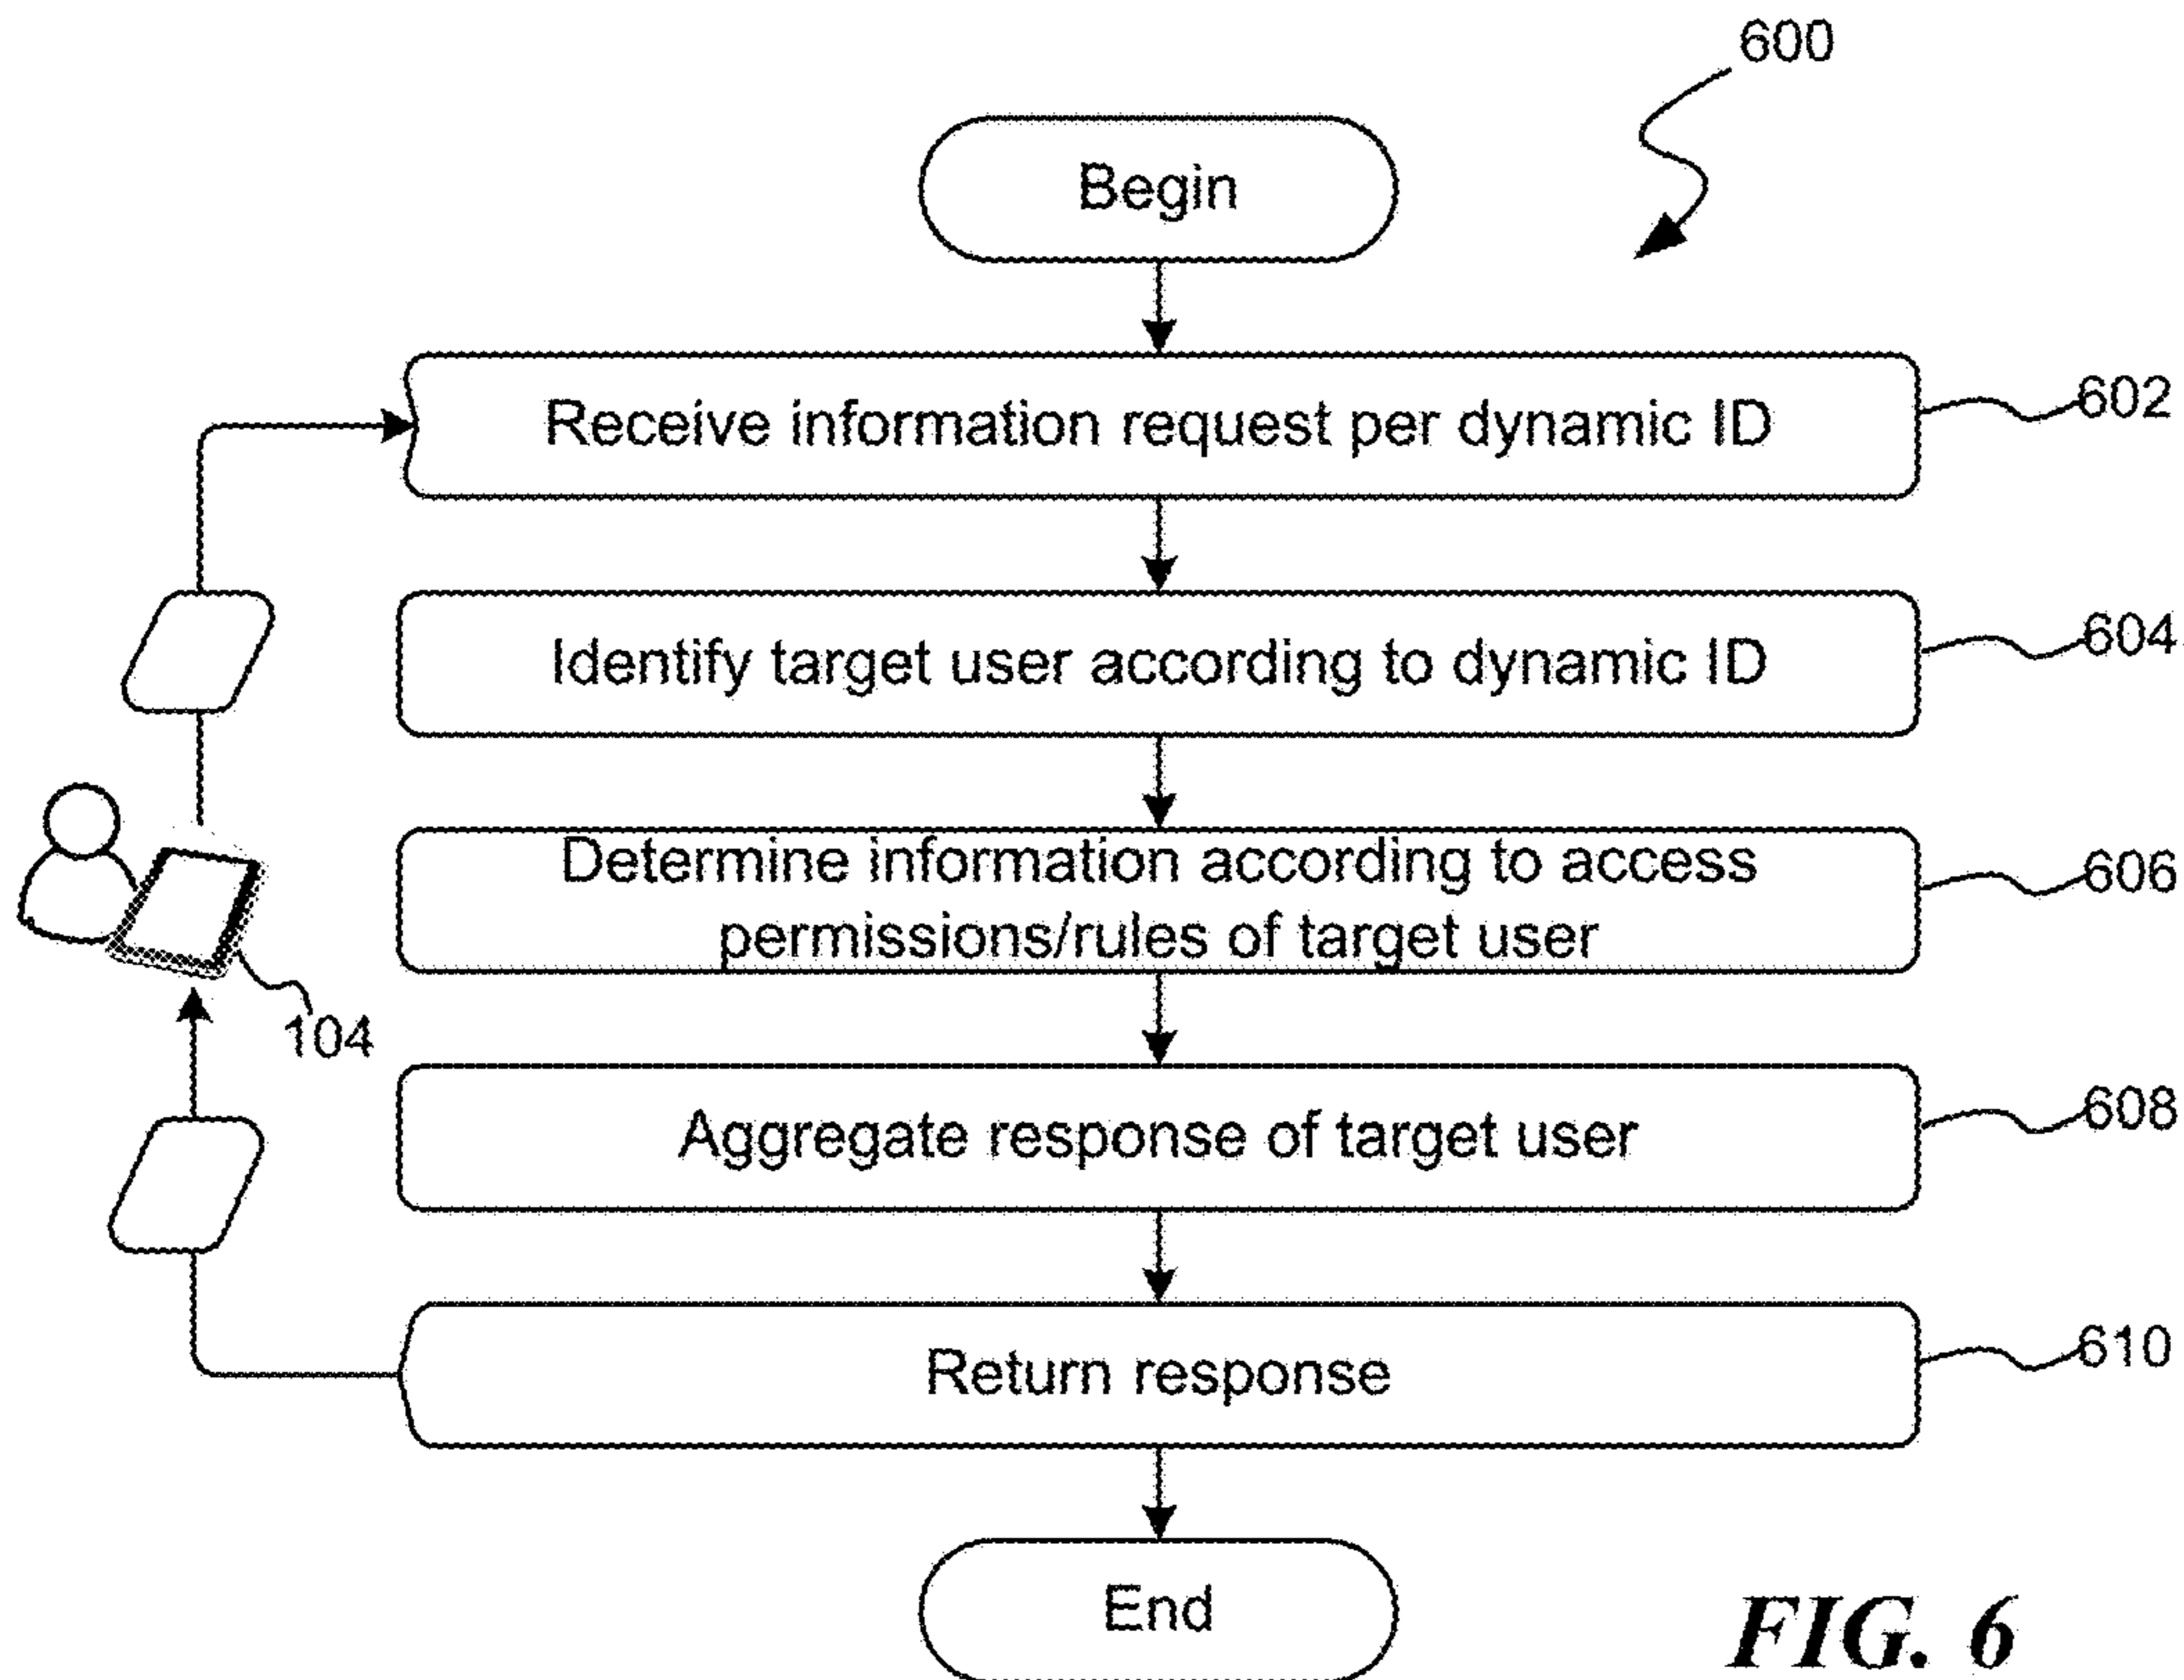 600
Begin
Receive information request per dynamic ID
602
Identify target user according to dynamic ID
604
Determine information according to access
permissions/rules of target user
606
104
Aggregate response of target user
608
Return response
610
End
FIG. 6